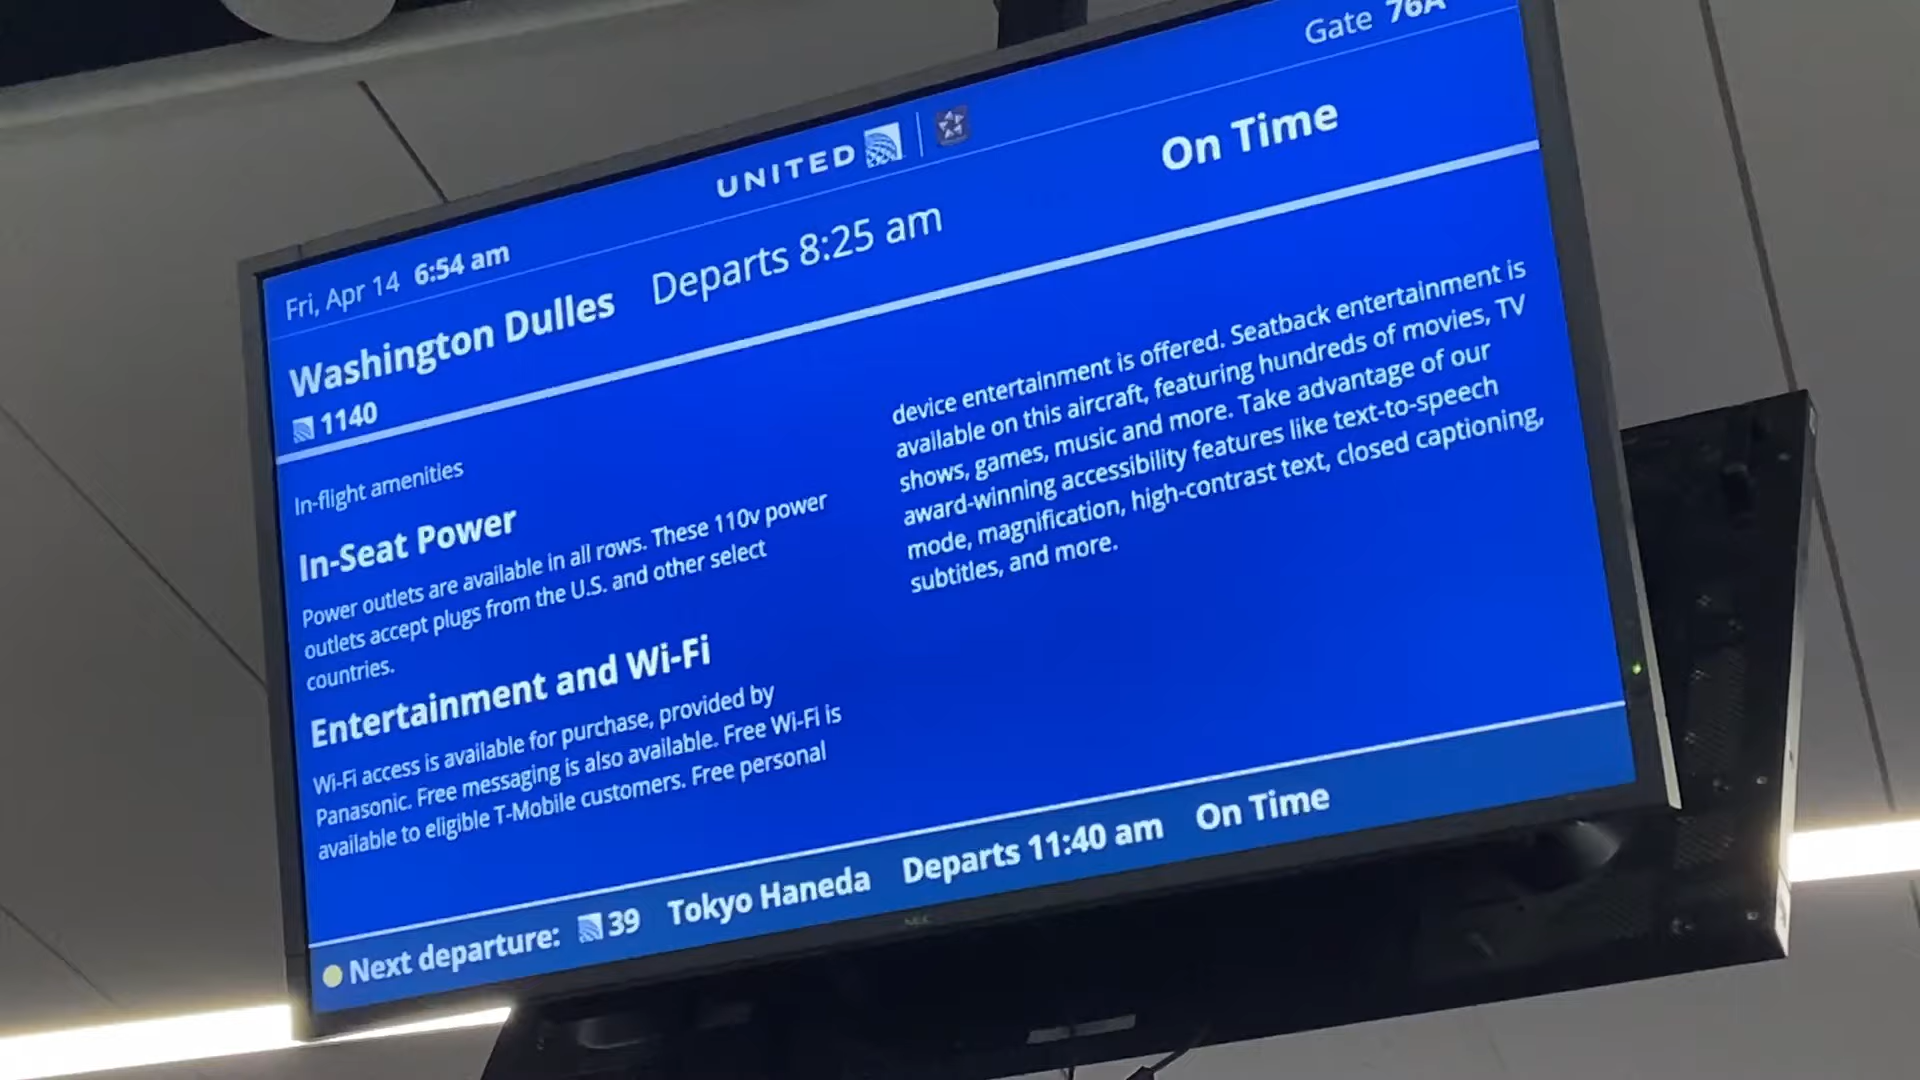 Gate 76A
UNITED
Fri, Apr 14 6:54 am
Washington Dulles Departs 8:25 am On Time
1140
In-flight amenities
In-Seat Power
Power outlets are available in all rows. These 110v power
outlets accept plugs from the U.S. and other select
countries.
Entertainment and Wi-Fi
Wi-Fi access is available for purchase, provided by
Panasonic. Free messaging is also available. Free Wi-Fi is
available to eligible T-Mobile customers. Free personal
device entertainment is offered. Seatback entertainment is
available on this aircraft, featuring hundreds of movies, TV
shows, games, music and more. Take advantage of our
award-winning accessibility features like text-to-speech
mode, magnification, high-contrast text, closed captioning,
subtitles, and more.
Next departure: 39 Tokyo Haneda Departs 11:40 am On Time
NEC